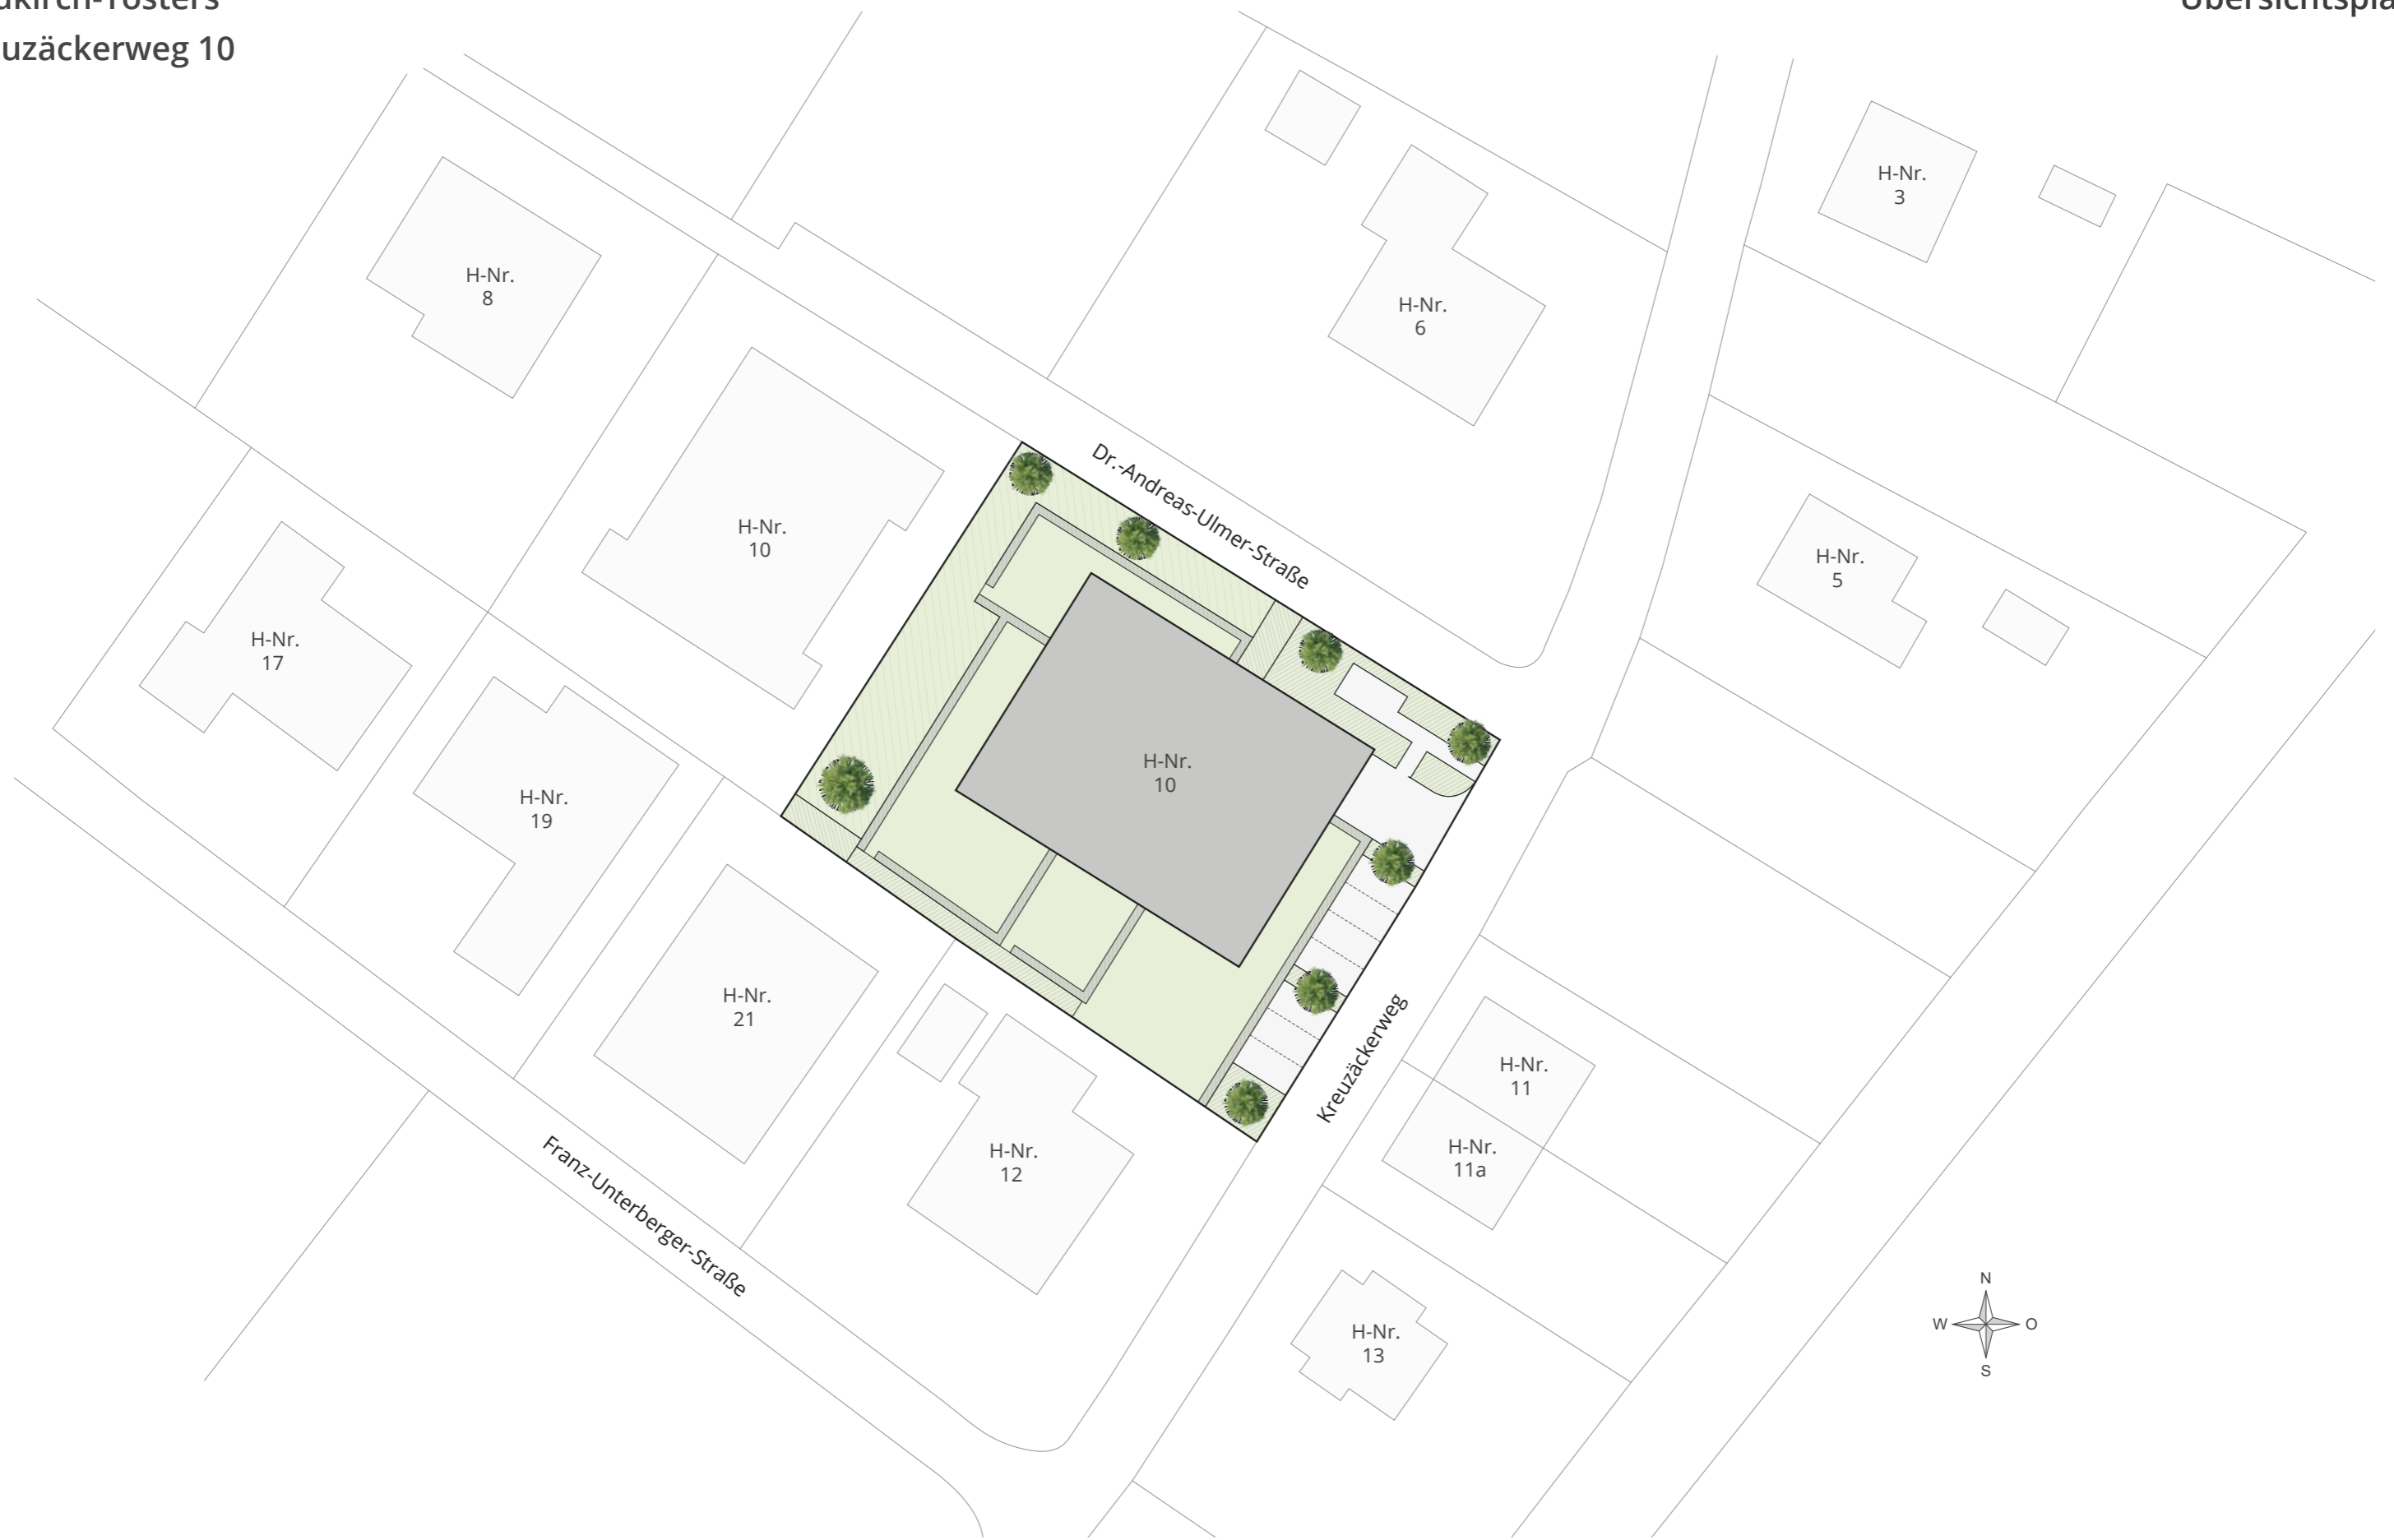 uzäckerweg 10
H-Nr.
3
H-Nr.
8
H-Nr.
6
Dr.-Andreas-Ulmer-Straße
H-Nr.
10
H-Nr.
5
H-Nr.
17
H-Nr.
10
H-Nr.
19
H-Nr.
21
Kreuzäckerweg
H-Nr.
11
H-Nr.
12
H-Nr.
11a
Franz-Unterberger-Straße
H-Nr.
13
N
W
O
S